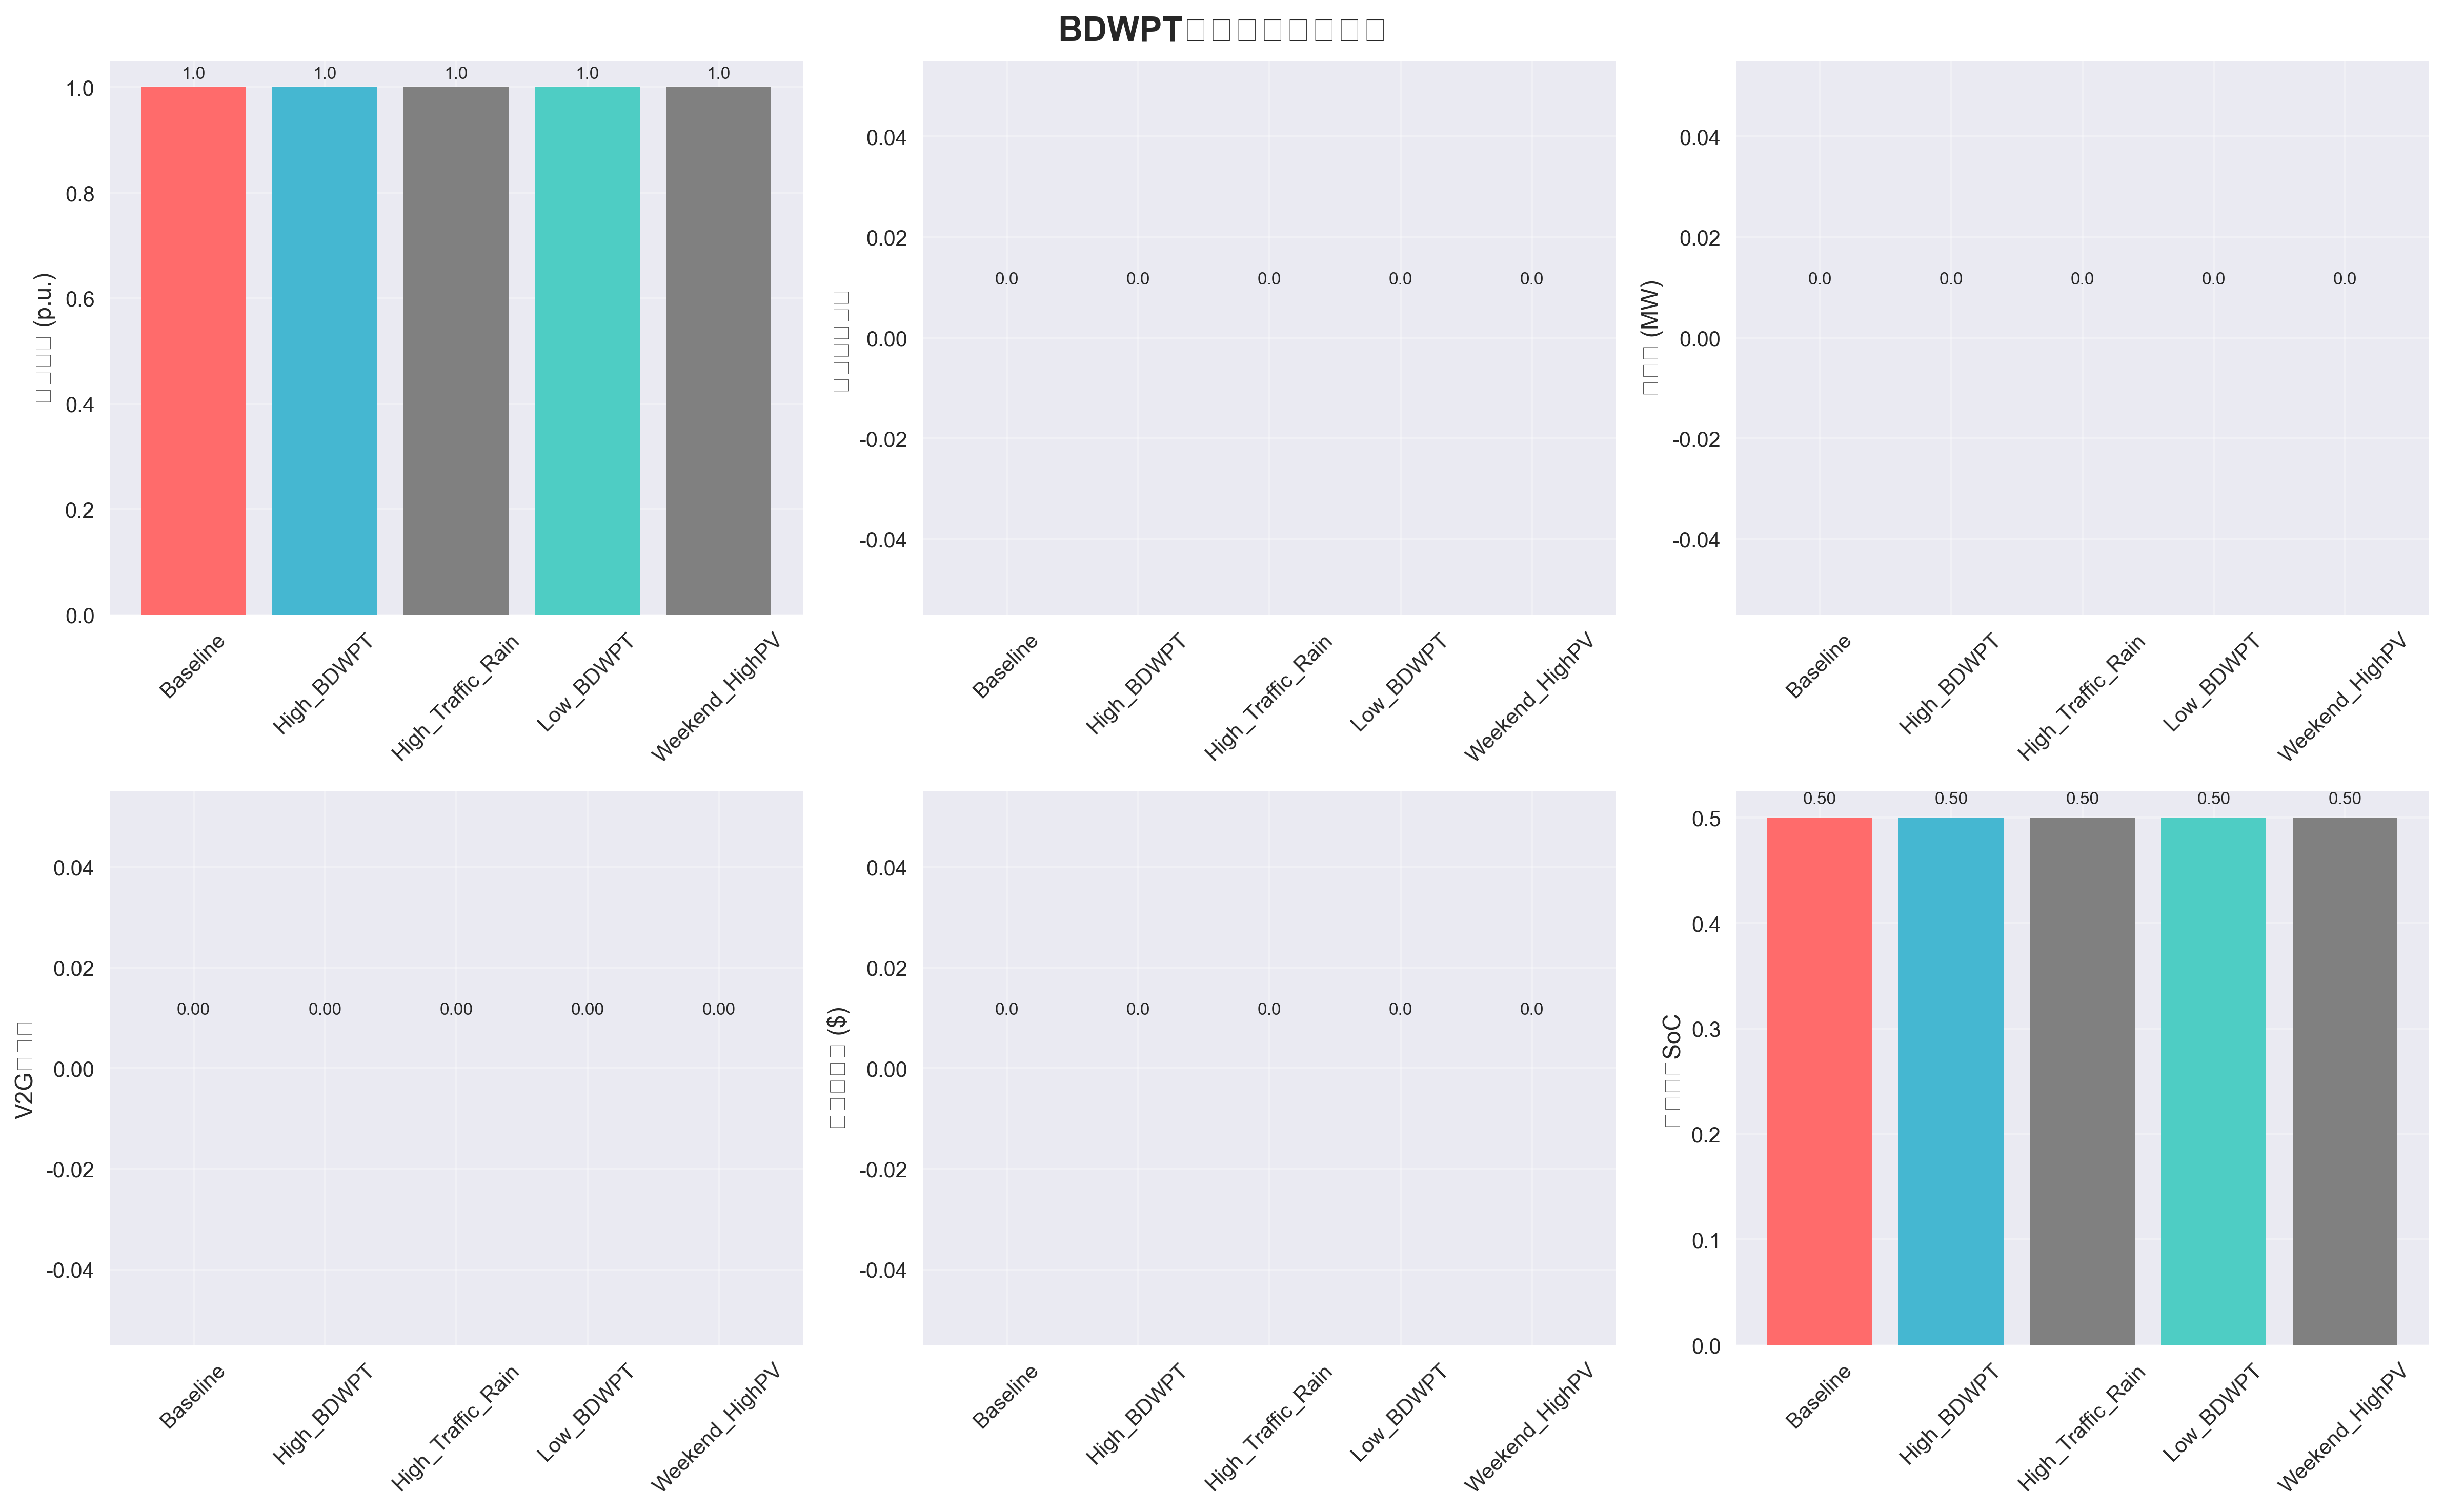 BDWPT□□□□□□□□
1.0 1.0 1.0 1.0 1.0
1.0
0.8
0.6
0.4
0.2
0.0
□□□□ (p.u.)
Baseline
High_BDWPT
High_Traffic_Rain
Low_BDWPT
Weekend_HighPV
0.04
0.02
0.00
-0.02
-0.04
□□□□□□
0.0 0.0 0.0 0.0 0.0
Baseline
High_BDWPT
High_Traffic_Rain
Low_BDWPT
Weekend_HighPV
0.04
0.02
0.00
-0.02
-0.04
□□□ (MW)
0.0 0.0 0.0 0.0 0.0
Baseline
High_BDWPT
High_Traffic_Rain
Low_BDWPT
Weekend_HighPV
0.04
0.02
0.00
-0.02
-0.04
V2G□□□
0.00 0.00 0.00 0.00 0.00
Baseline
High_BDWPT
High_Traffic_Rain
Low_BDWPT
Weekend_HighPV
0.04
0.02
0.00
-0.02
-0.04
□□□□□ ($)
0.0 0.0 0.0 0.0 0.0
Baseline
High_BDWPT
High_Traffic_Rain
Low_BDWPT
Weekend_HighPV
0.50 0.50 0.50 0.50 0.50
0.5
0.4
0.3
0.2
0.1
0.0
□□□□SoC
Baseline
High_BDWPT
High_Traffic_Rain
Low_BDWPT
Weekend_HighPV